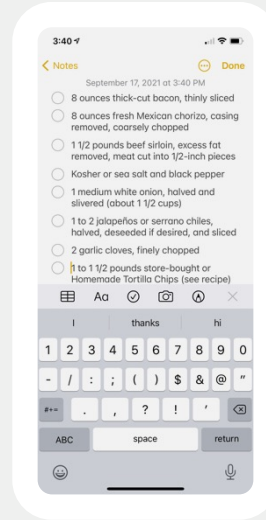 3:40
Notes
Done
September 17, 2021 at 3:40 PM
8 ounces thick-cut bacon, thinly sliced
8 ounces fresh Mexican chorizo, casing
removed, coarsely chopped
1 1/2 pounds beef sirloin, excess fat
removed, meat cut into 1/2-inch pieces
Kosher or sea salt and black pepper
1 medium white onion, halved and
slivered (about 1 1/2 cups)
1 to 2 jalapeños or serrano chiles,
halved, deseeded if desired, and sliced
2 garlic cloves, finely chopped
1 to 1 1/2 pounds store-bought or
Homemade Tortilla Chips (see recipe)
Aa
I thanks hi
1 2 3 4 5 6 7 8 9 0
- / : ; ( ) $ & @ "
#+= . , ? ! '
ABC space return